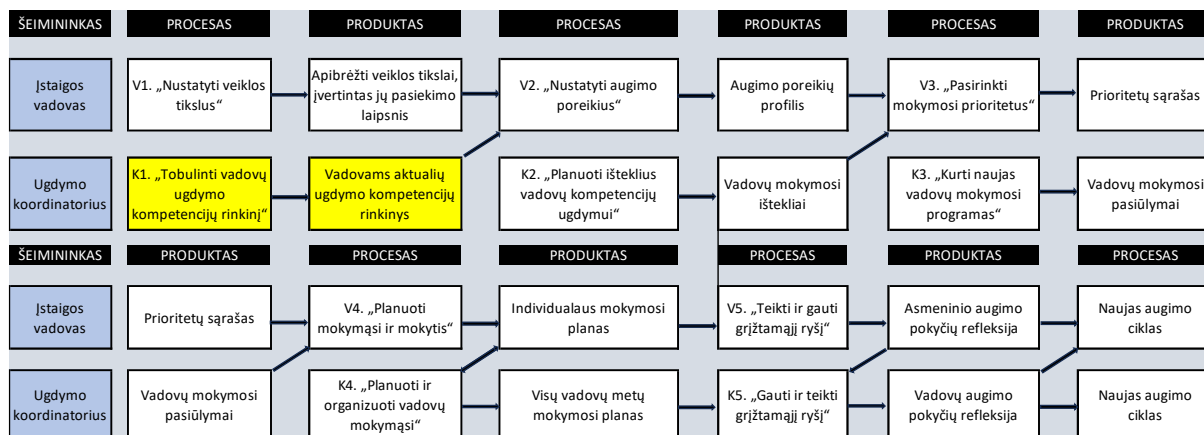 ŠEIMININKAS PROCESAS PRODUKTAS PROCESAS PRODUKTAS PROCESAS PRODUKTAS
Įstaigos
vadovas
V1. „Nustatyti veiklos
tikslus“
Apibrėžti veiklos tikslai,
įvertintas jų pasiekimo
laipsnis
V2. „Nustatyti augimo
poreikius“
Augimo poreikių
profilis
V3. „Pasirinkti
mokymosi prioritetus“
Prioritetų sąrašas
Ugdymo
koordinatorius
K1. „Tobulinti vadovų
ugdymo
kompetencijų rinkinį“
Vadovams aktualių
ugdymo kompetencijų
rinkinys
K2. „Planuoti išteklius
vadovų kompetencijų
ugdymui“
Vadovų mokymosi
ištekliai
K3. „Kurti naujas
vadovų mokymosi
programas“
Vadovų mokymosi
pasiūlymai
ŠEIMININKAS PRODUKTAS PROCESAS PRODUKTAS PROCESAS PRODUKTAS PROCESAS
Įstaigos
vadovas
Prioritetų sąrašas
V4. „Planuoti
mokymąsi ir mokytis“
Individualaus mokymosi
planas
V5. „Teikti ir gauti
grįžtamąjį ryšį“
Asmeninio augimo
pokyčių refleksija
Naujas augimo
ciklas
Ugdymo
koordinatorius
Vadovų mokymosi
pasiūlymai
K4. „Planuoti ir
organizuoti vadovų
mokymąsi“
Visų vadovų metų
mokymosi planas
K5. „Gauti ir teikti
grįžtamąjį ryšį“
Vadovų augimo
pokyčių refleksija
Naujas augimo
ciklas